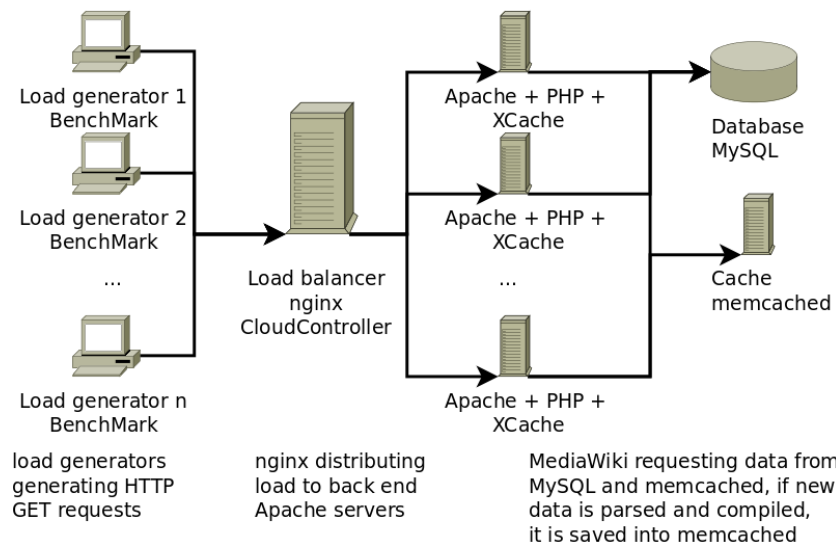 Load generator 1
BenchMark
Load generator 2
BenchMark
...
Load generator n
BenchMark
Load balancer
nginx
CloudController
Apache + PHP +
XCache
Apache + PHP +
XCache
...
Apache + PHP +
XCache
Database
MySQL
Cache
memcached
load generators
generating HTTP
GET requests
nginx distributing
load to back end
Apache servers
MediaWiki requesting data from
MySQL and memcached, if new
data is parsed and compiled,
it is saved into memcached